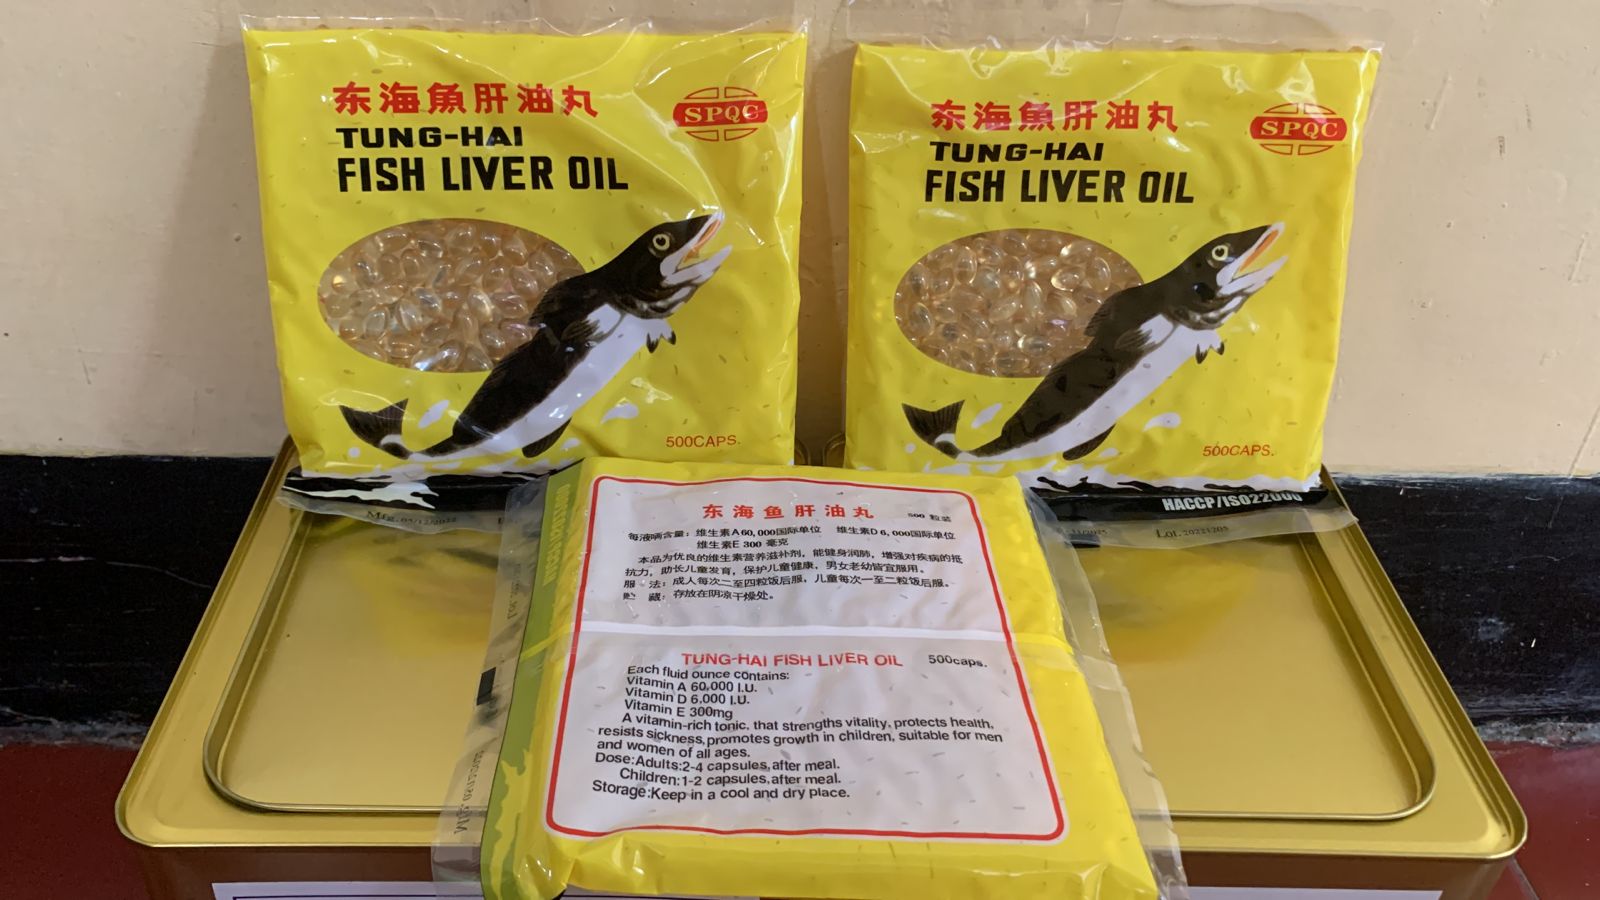 东海魚肝油丸
SPQC
TUNG-HAI
FISH LIVER OIL
500CAPS.
Mfg. 05/12/2022
东海魚肝油丸
SPQC
TUNG-HAI
FISH LIVER OIL
500CAPS.
HACCP/ISO22000
Lot. 20221205
东海鱼肝油丸 500 粒装
每液唡含量：维生素A60,000国际单位 维生素D6,000国际单位
维生素E 300 毫克
本品为优良的维生素营养滋补剂，能健身润肺，增强对疾病的抵
抗力，助长儿童发育，保护儿童健康，男女老幼皆宜服用。
服 法：成人每次二至四粒饭后服，儿童每次一至二粒饭后服。
贮 藏：存放在阴凉干燥处。
TUNG-HAI FISH LIVER OIL 500caps.
Each fluid ounce contains:
Vitamin A 60,000 I.U.
Vitamin D 6,000 I.U.
Vitamin E 300mg
A vitamin-rich tonic, that strengths vitality, protects health,
resists sickness,promotes growth in children, suitable for men
and women of all ages.
Dose:Adults:2-4 capsules,after meal.
Children:1-2 capsules,after meal.
Storage:Keep in a cool and dry place.